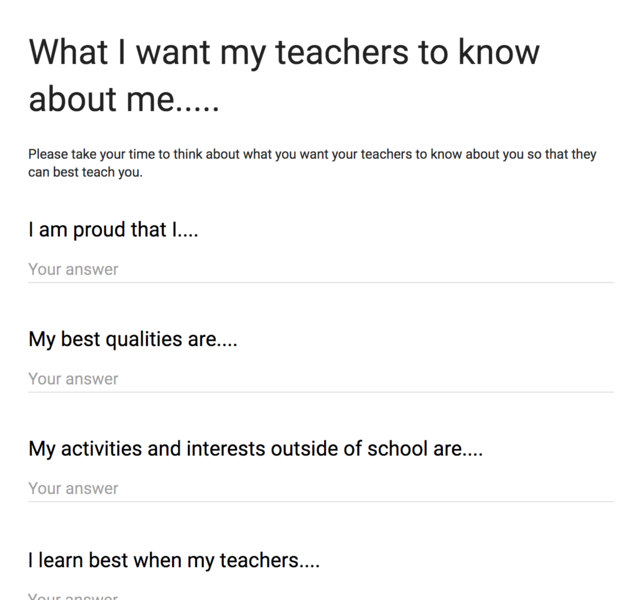 What I want my teachers to know
about me.....
Please take your time to think about what you want your teachers to know about you so that they
can best teach you.
I am proud that I....
Your answer
My best qualities are....
Your answer
My activities and interests outside of school are....
Your answer
I learn best when my teachers....
Your answer